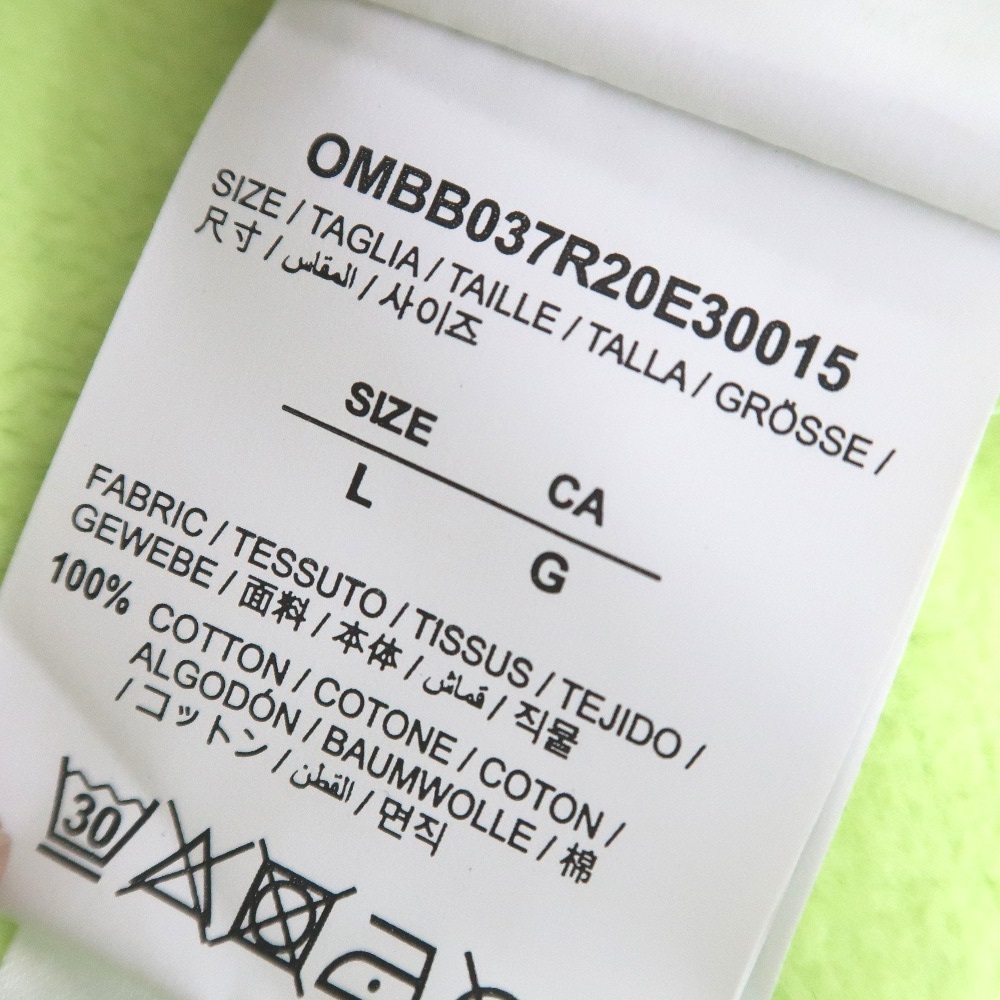 OMBB037R20E30015
SIZE / TAGLIA / TAILLE / TALLA / GRÖSSE /
尺寸 / المقاس / 사이즈
SIZE CA
L G
FABRIC / TESSUTO / TISSUS / TEJIDO /
GEWEBE / 面料 / 本体 / قماش / 직물
100% COTTON / COTONE / COTON /
ALGODÓN / BAUMWOLLE / 棉
/ コットン / القطن / 면직
30